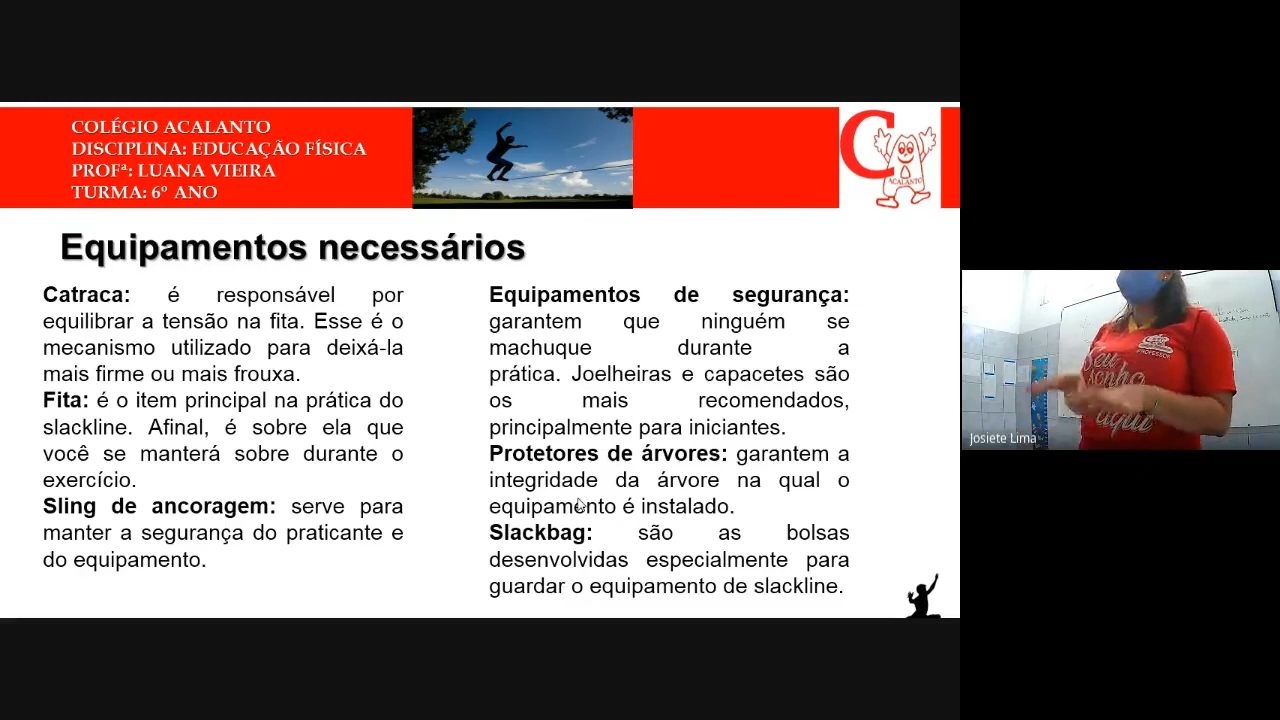 COLÉGIO ACALANTO
DISCIPLINA: EDUCAÇÃO FÍSICA
PROFª: LUANA VIEIRA
TURMA: 6º ANO
C
ACALANTO
Equipamentos necessários
Catraca: é responsável por
equilibrar a tensão na fita. Esse é o
mecanismo utilizado para deixá-la
mais firme ou mais frouxa.
Fita: é o item principal na prática do
slackline. Afinal, é sobre ela que
você se manterá sobre durante o
exercício.
Sling de ancoragem: serve para
manter a segurança do praticante e
do equipamento.
Equipamentos de segurança:
garantem que ninguém se
machuque durante a
prática. Joelheiras e capacetes são
os mais recomendados,
principalmente para iniciantes.
Protetores de árvores: garantem a
integridade da árvore na qual o
equipamento é instalado.
Slackbag: são as bolsas
desenvolvidas especialmente para
guardar o equipamento de slackline.
PROFESSOR
Seu
sonho
aqui
Josiete Lima